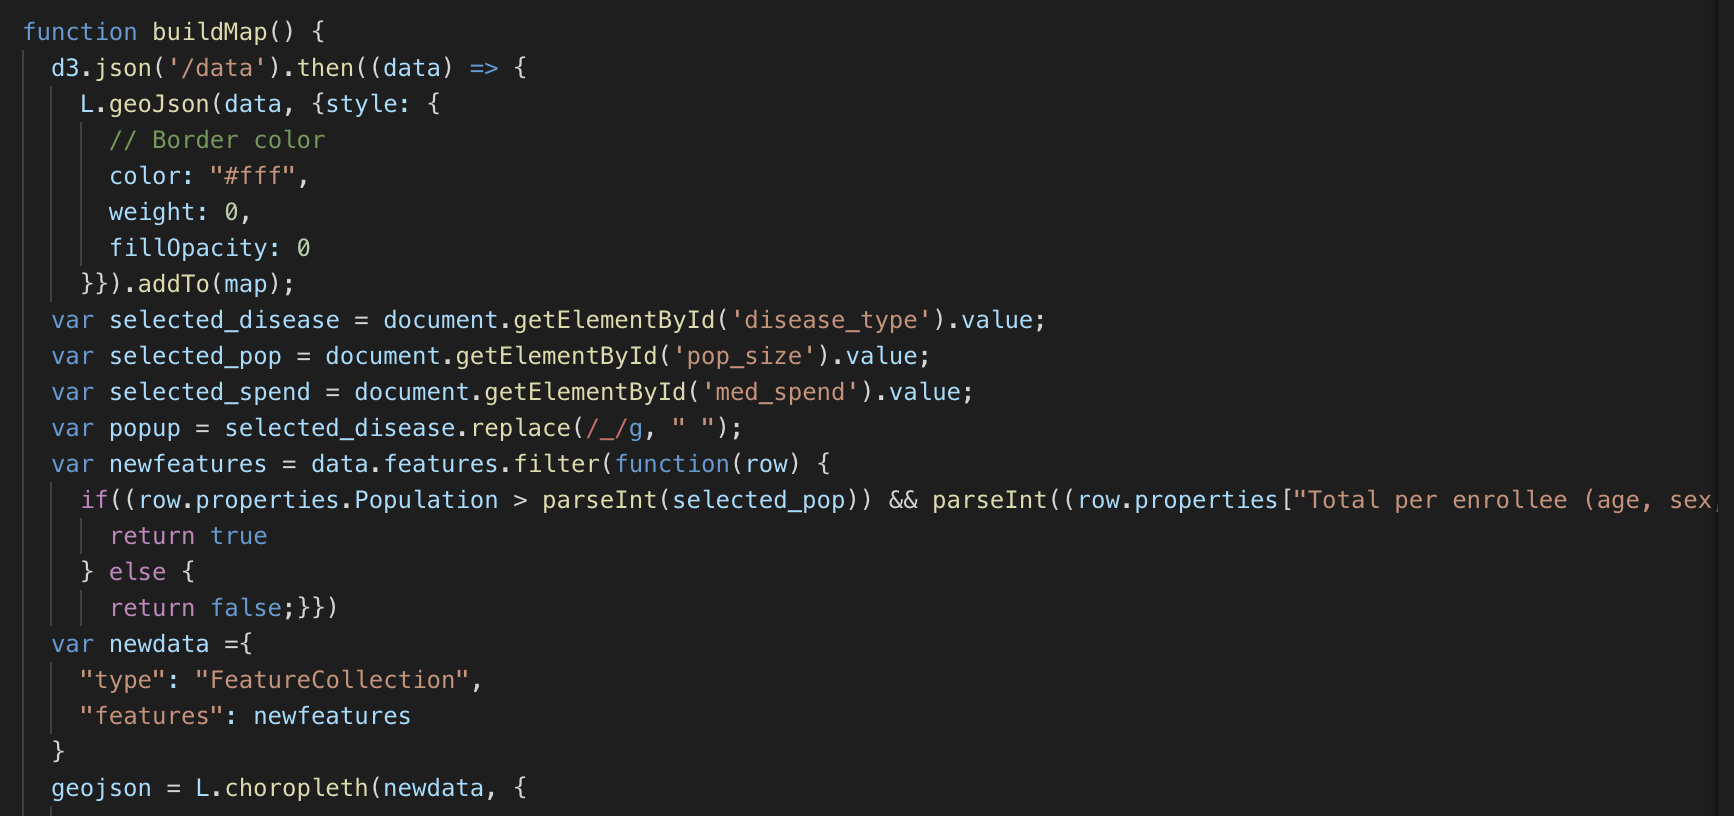 function buildMap() {
  d3.json('/data').then((data) => {
    L.geoJson(data, {style: {
      // Border color
      color: "#fff",
      weight: 0,
      fillOpacity: 0
    }}).addTo(map);
  var selected_disease = document.getElementById('disease_type').value;
  var selected_pop = document.getElementById('pop_size').value;
  var selected_spend = document.getElementById('med_spend').value;
  var popup = selected_disease.replace(/_/g, " ");
  var newfeatures = data.features.filter(function(row) {
    if((row.properties.Population > parseInt(selected_pop)) && parseInt((row.properties["Total per enrollee (age, sex,
      return true
    } else {
      return false;}})
  var newdata ={
    "type": "FeatureCollection",
    "features": newfeatures
  }
  geojson = L.choropleth(newdata, {